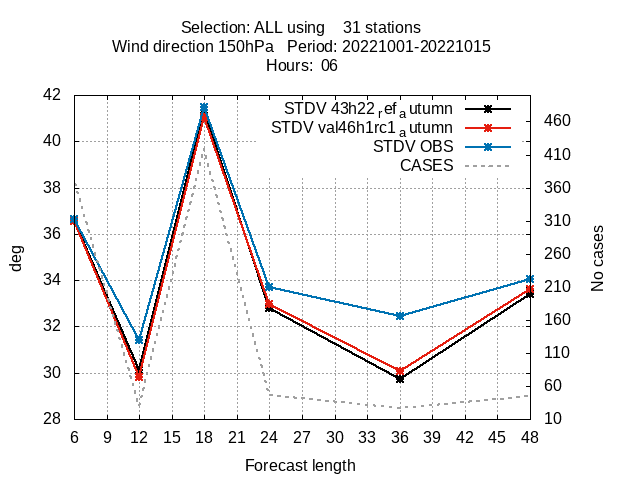 Selection: ALL using    31 stations
Wind direction 150hPa   Period: 20221001-20221015
Hours:  06
STDV 43h22_ref_autumn
STDV val46h1rc1_autumn
STDV OBS
CASES
42
40
38
36
34
32
30
28
deg
460
410
360
310
260
210
160
110
60
10
No cases
6 9 12 15 18 21 24 27 30 33 36 39 42 45 48
Forecast length